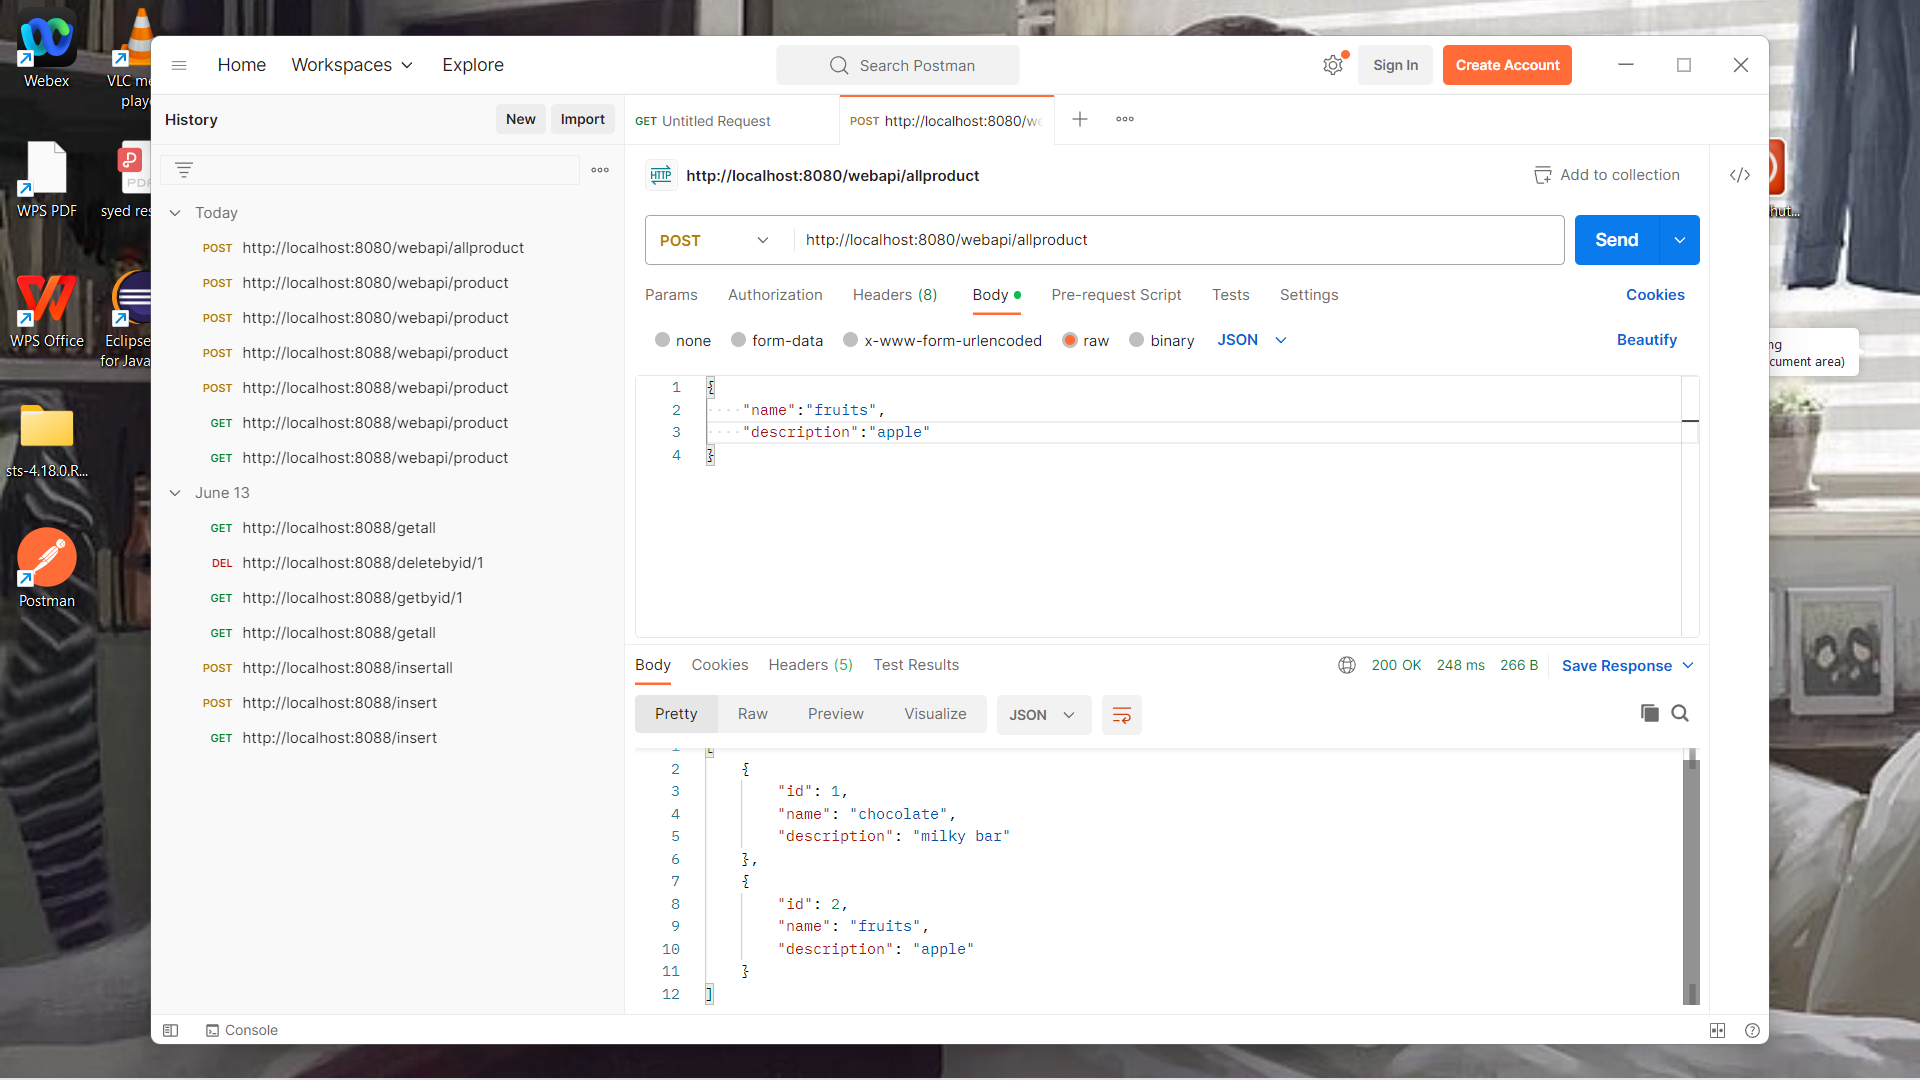 Webex
VLC me
playe
WPS PDF
syed res
WPS Office
Eclipse
for Java
sts-4.18.0.R...
Postman
Home
Workspaces
Explore
Search Postman
Sign In
Create Account
History
New
Import
Today
POST http://localhost:8080/webapi/allproduct
POST http://localhost:8080/webapi/product
POST http://localhost:8080/webapi/product
POST http://localhost:8080/webapi/product
POST http://localhost:8088/webapi/product
GET http://localhost:8088/webapi/product
GET http://localhost:8088/webapi/product
June 13
GET http://localhost:8088/getall
DEL http://localhost:8088/deletebyid/1
GET http://localhost:8088/getbyid/1
GET http://localhost:8088/getall
POST http://localhost:8088/insertall
POST http://localhost:8088/insert
GET http://localhost:8088/insert
GET Untitled Request
POST http://localhost:8080/we
HTTP http://localhost:8080/webapi/allproduct
Add to collection
</>
POST
http://localhost:8080/webapi/allproduct
Send
Params Authorization Headers (8) Body Pre-request Script Tests Settings
Cookies
none form-data x-www-form-urlencoded raw binary JSON
Beautify
1 {
2 "name":"fruits",
3 "description":"apple"
4 }
Body Cookies Headers (5) Test Results
200 OK 248 ms 266 B Save Response
Pretty Raw Preview Visualize JSON
1 [
2 {
3 "id": 1,
4 "name": "chocolate",
5 "description": "milky bar"
6 },
7 {
8 "id": 2,
9 "name": "fruits",
10 "description": "apple"
11 }
12 ]
Console
ng
cument area)